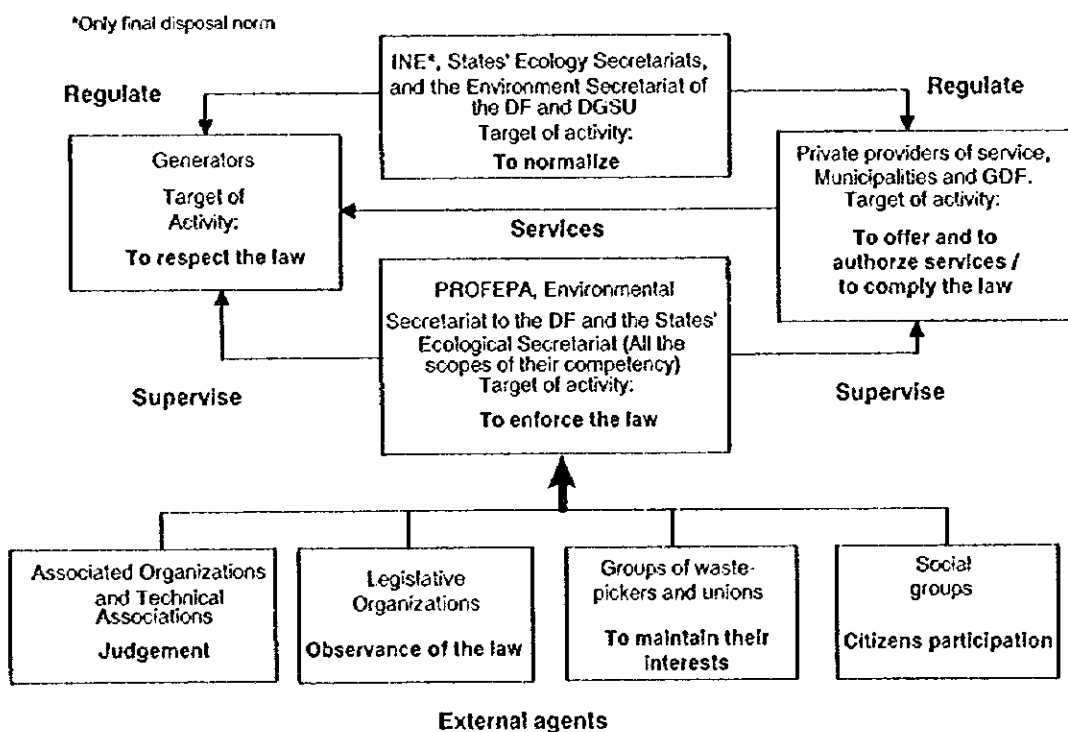 *Only final disposal norm
INE*, States' Ecology Secretariats,
and the Environment Secretariat of
the DF and DGSU
Target of activity:
To normalize
Regulate
Regulate
Generators
Target of
Activity:
To respect the law
Private providers of service,
Municipalities and GDF.
Target of activity:
To offer and to
authorze services /
to comply the law
Services
PROFEPA, Environmental
Secretariat to the DF and the States'
Ecological Secretariat (All the
scopes of their competency)
Target of activity:
To enforce the law
Supervise
Supervise
Associated Organizations
and Technical
Associations
Judgement
Legislative
Organizations
Observance of the law
Groups of waste-
pickers and unions
To maintain their
interests
Social
groups
Citizens participation
External agents